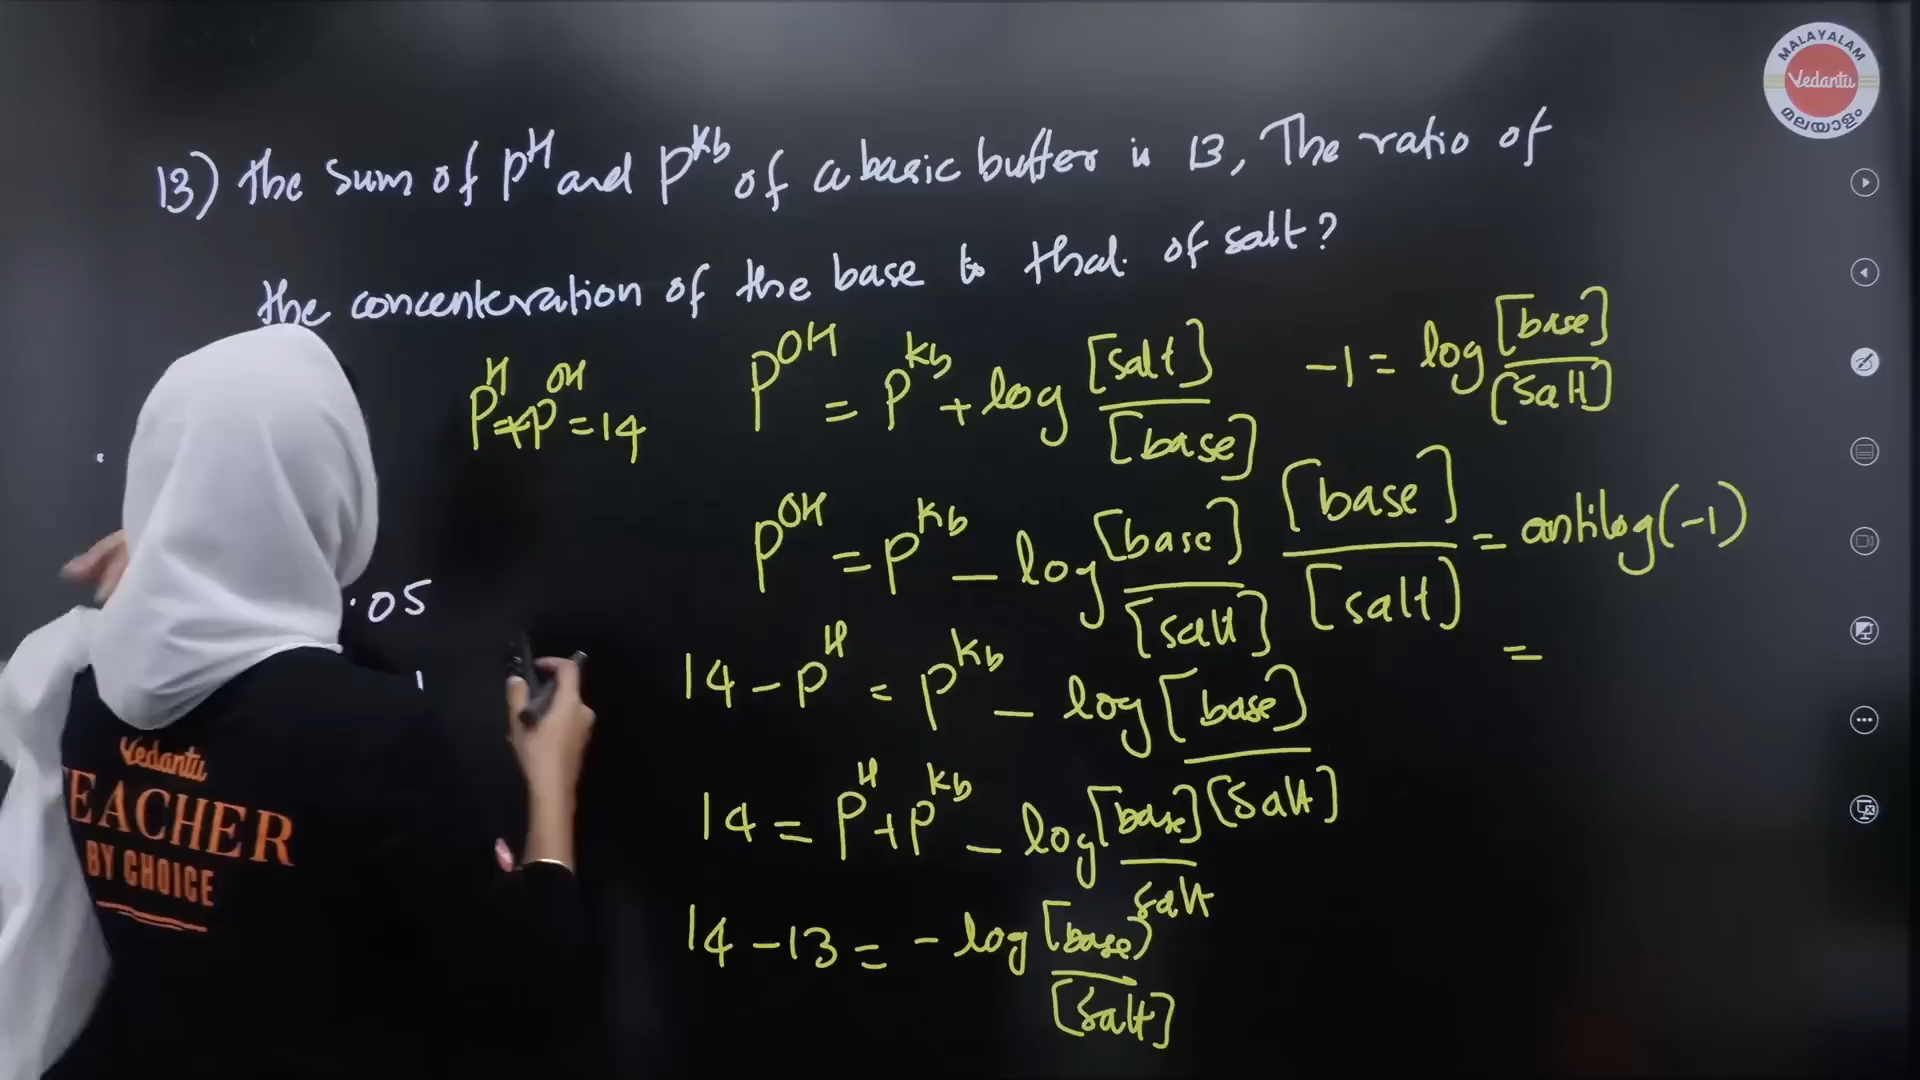 MALAYALAM
Vedantu
മലയാളം
13) The sum of pH and pKb of a basic buffer is 13, The ratio of
the concenteration of the base to that of salt?
pH + pOH = 14
pOH = pKb + log [salt]/[base]
-1 = log [base]/[salt]
pOH = pKb - log [base]/[salt]
[base]/[salt] = antilog(-1)
=
.05
14 - pH = pKb - log [base]/[salt]
14 = pH + pKb - log [base]/salt
14 - 13 = - log [base]/[salt]
Vedantu
TEACHER
BY CHOICE